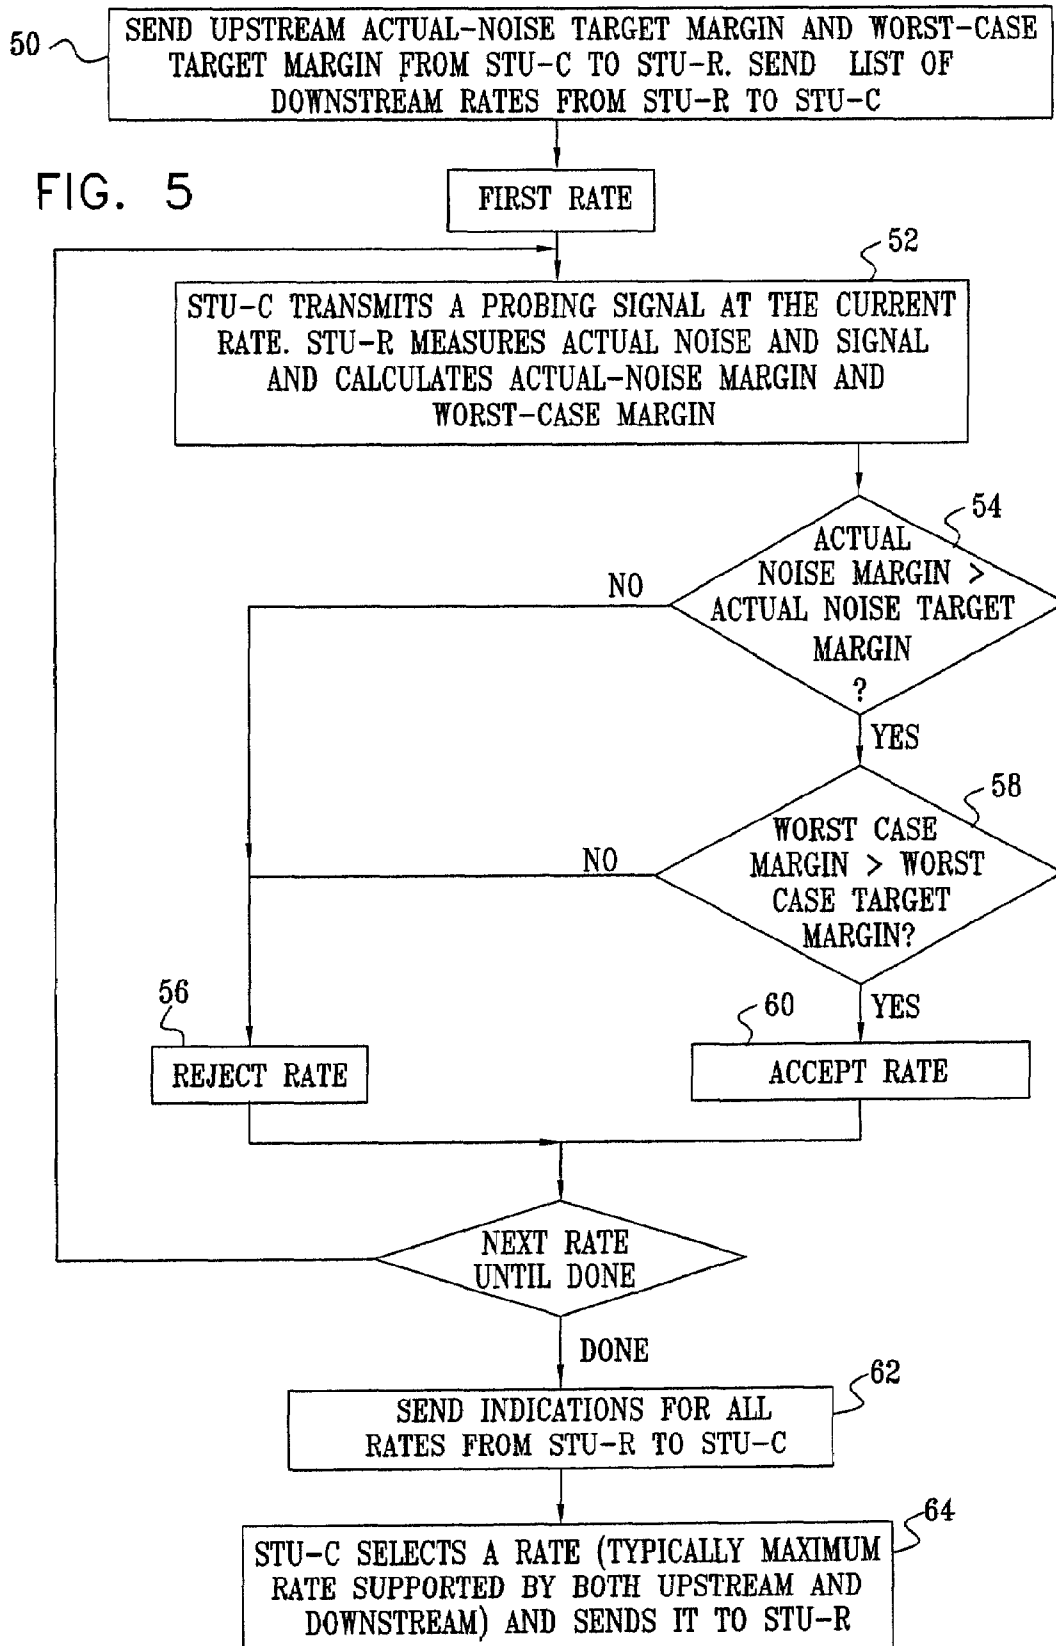 SEND UPSTREAM ACTUAL-NOISE TARGET MARGIN AND WORST-CASE
50
TARGET MARGIN FROM STU-C TO STU-R. SEND LIST OF
DOWNSTREAM RATES FROM STU-R TO STU-C
FIG. 5
FIRST RATE
52
STU-C TRANSMITS A PROBING SIGNAL AT THE CURRENT
RATE. STU-R MEASURES ACTUAL NOISE AND SIGNAL
AND CALCULATES ACTUAL-NOISE MARGIN AND
WORST-CASE MARGIN
54
ACTUAL
NOISE MARGIN >
ACTUAL NOISE TARGET
MARGIN
?
NO
YES
58
WORST CASE
MARGIN > WORST
CASE TARGET
MARGIN?
NO
YES
56
REJECT RATE
60
ACCEPT RATE
NEXT RATE
UNTIL DONE
DONE
62
SEND INDICATIONS FOR ALL
RATES FROM STU-R TO STU-C
64
STU-C SELECTS A RATE (TYPICALLY MAXIMUM
RATE SUPPORTED BY BOTH UPSTREAM AND
DOWNSTREAM) AND SENDS IT TO STU-R